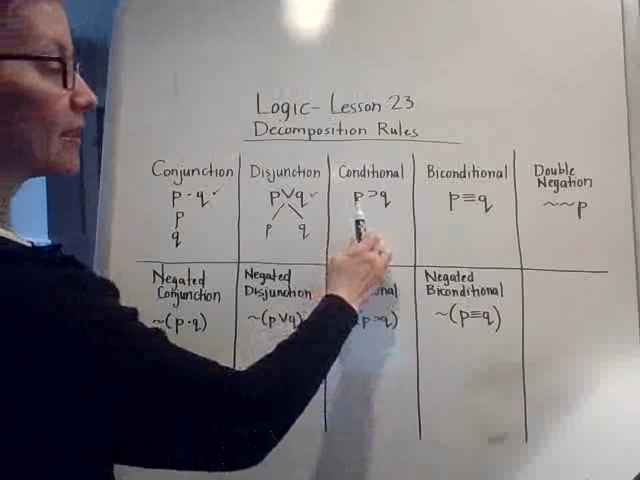 Logic- Lesson 23
Decomposition Rules
Conjunction
p · q ✓
p
q
Disjunction
p∨q ✓
p q
Conditional
p⊃q
Biconditional
p≡q
Double
Negation
~~p
Negated
Conjunction
~(p·q)
Negated
Disjunction
~(p∨q)
p⊃q)
Negated
Biconditional
~(p≡q)